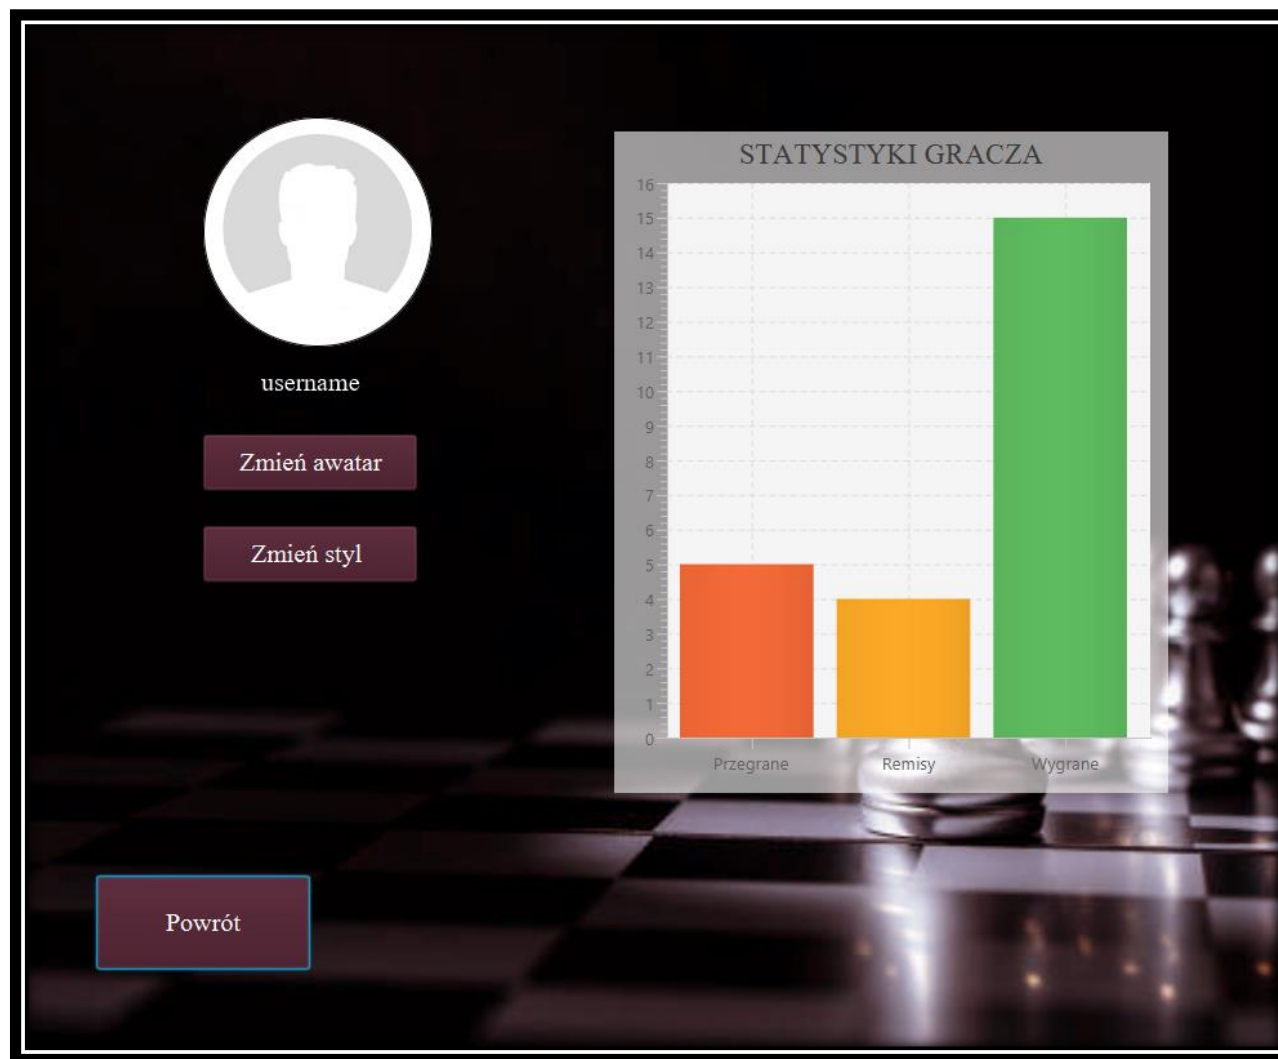 username
Zmień awatar
Zmień styl
Powrót
STATYSTYKI GRACZA
16
15
14
13
12
11
10
9
8
7
6
5
4
3
2
1
0
Przegrane Remisy Wygrane